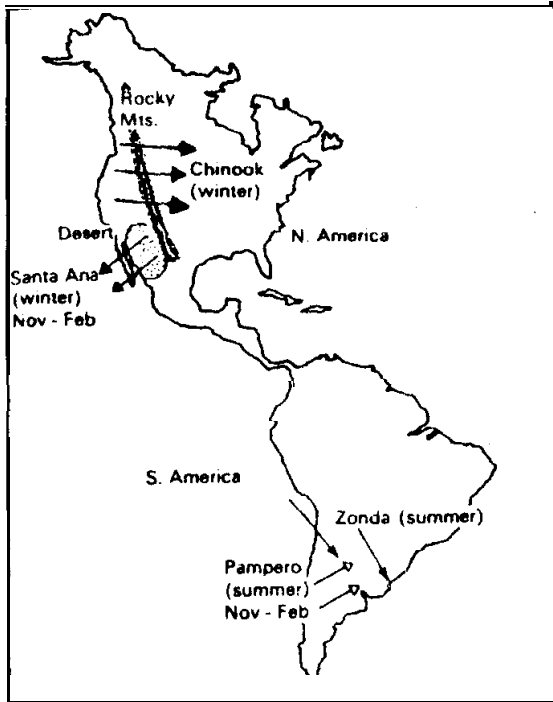 Rocky
Mts.
Chinook
(winter)
Desert
N. America
Santa Ana
(winter)
Nov - Feb
S. America
Zonda (summer)
Pampero
(summer)
Nov - Feb